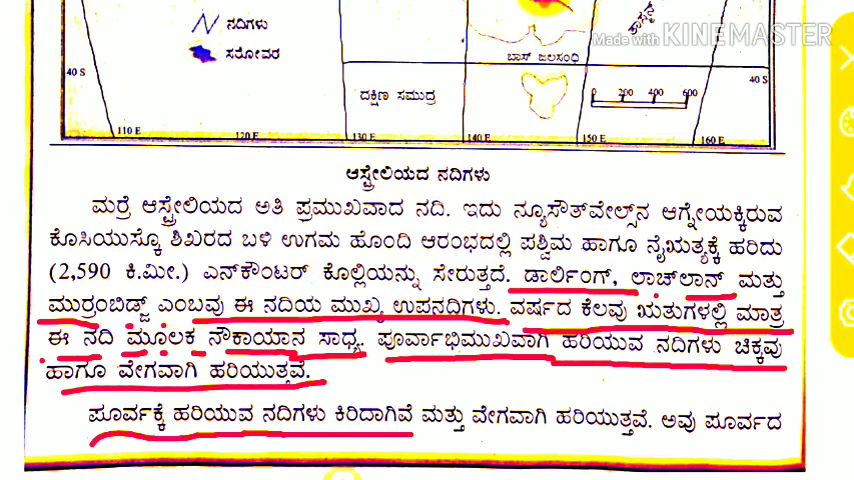 ನದಿಗಳು
ಸರೋವರ
Made with KINEMASTER
ಬಾಸ್ ಜಲಸಂಧಿ
ತಾಸ್ಮನ್
40 S
40 S
ದಕ್ಷಿಣ ಸಮುದ್ರ
0 200 400 600
110 E 120 E 130 E 140 E 150 E 160 E
ಆಸ್ಟ್ರೇಲಿಯದ ನದಿಗಳು
ಮರ್ರೆ ಆಸ್ಟ್ರೇಲಿಯದ ಅತಿ ಪ್ರಮುಖವಾದ ನದಿ. ಇದು ನ್ಯೂಸೌತ್‌ವೇಲ್ಸ್‌ನ ಆಗ್ನೇಯಕ್ಕಿರುವ
ಕೊಸಿಯುಸ್ಕೊ ಶಿಖರದ ಬಳಿ ಉಗಮ ಹೊಂದಿ ಆರಂಭದಲ್ಲಿ ಪಶ್ಚಿಮ ಹಾಗೂ ನೈಋತ್ಯಕ್ಕೆ ಹರಿದು
(2,590 ಕಿ.ಮೀ.) ಎನ್‌ಕೌಂಟರ್ ಕೊಲ್ಲಿಯನ್ನು ಸೇರುತ್ತದೆ. ಡಾರ್ಲಿಂಗ್, ಲಾಚ್‌ಲಾನ್ ಮತ್ತು
ಮುರ್ರಂಬಿಡ್ಜ್ ಎಂಬವು ಈ ನದಿಯ ಮುಖ್ಯ ಉಪನದಿಗಳು. ವರ್ಷದ ಕೆಲವು ಋತುಗಳಲ್ಲಿ ಮಾತ್ರ
ಈ ನದಿ ಮೂಲಕ ನೌಕಾಯಾನ ಸಾಧ್ಯ. ಪೂರ್ವಾಭಿಮುಖವಾಗಿ ಹರಿಯುವ ನದಿಗಳು ಚಿಕ್ಕವು
ಹಾಗೂ ವೇಗವಾಗಿ ಹರಿಯುತ್ತವೆ.
ಪೂರ್ವಕ್ಕೆ ಹರಿಯುವ ನದಿಗಳು ಕಿರಿದಾಗಿವೆ ಮತ್ತು ವೇಗವಾಗಿ ಹರಿಯುತ್ತವೆ. ಅವು ಪೂರ್ವದ